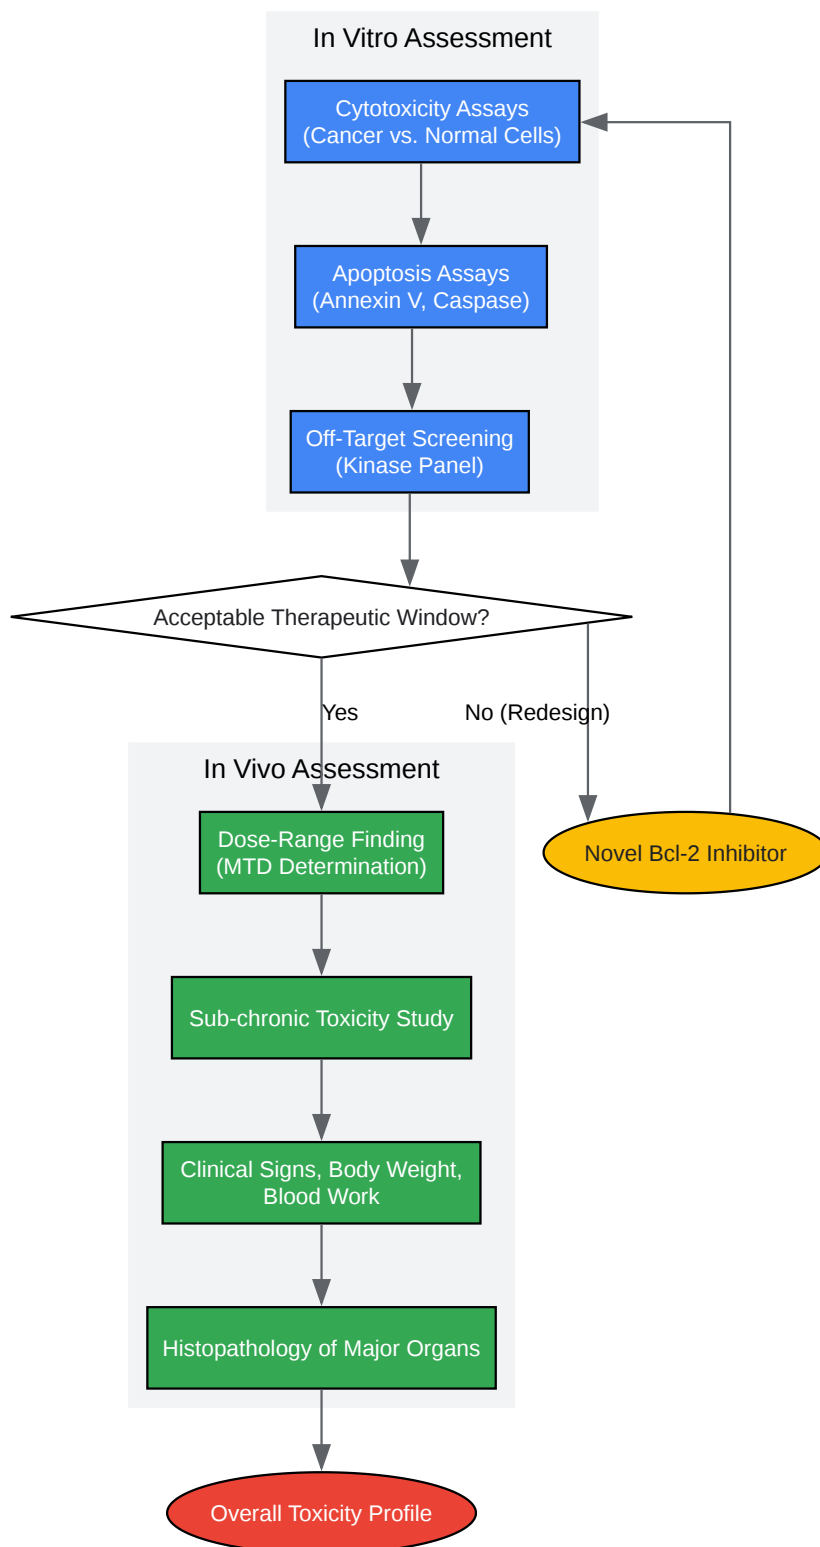 In Vitro Assessment
Cytotoxicity Assays
(Cancer vs. Normal Cells)
Apoptosis Assays
(Annexin V, Caspase)
Off-Target Screening
(Kinase Panel)
Acceptable Therapeutic Window?
Yes
No (Redesign)
In Vivo Assessment
Dose-Range Finding
(MTD Determination)
Novel Bcl-2 Inhibitor
Sub-chronic Toxicity Study
Clinical Signs, Body Weight,
Blood Work
Histopathology of Major Organs
Overall Toxicity Profile